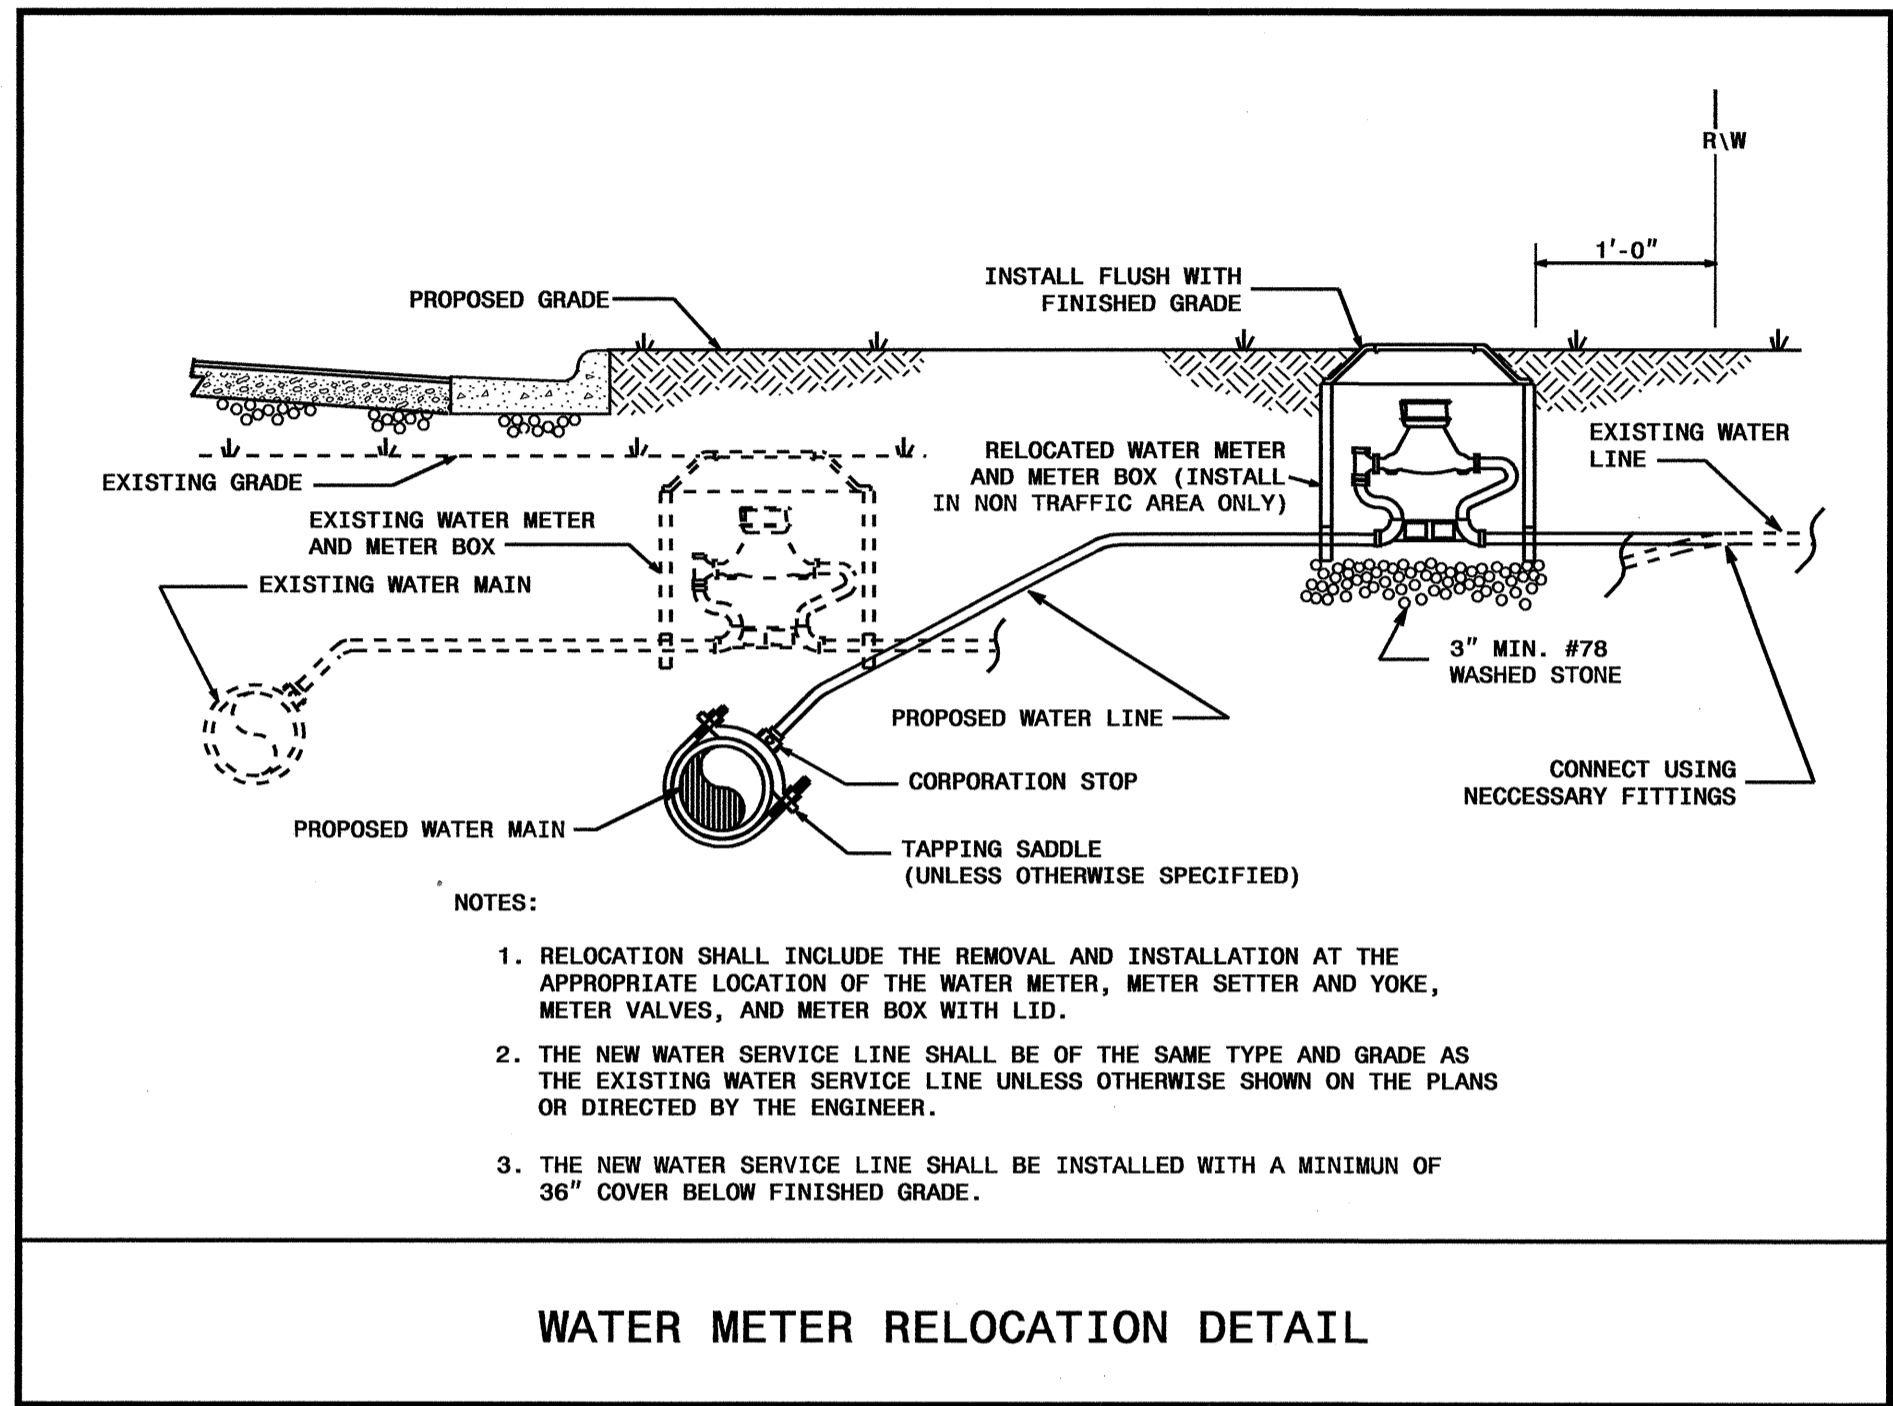 R\W
1'-0"
INSTALL FLUSH WITH
FINISHED GRADE
PROPOSED GRADE
EXISTING WATER
LINE
RELOCATED WATER METER
AND METER BOX (INSTALL
IN NON TRAFFIC AREA ONLY)
EXISTING GRADE
EXISTING WATER METER
AND METER BOX
EXISTING WATER MAIN
3" MIN. #78
WASHED STONE
PROPOSED WATER LINE
CORPORATION STOP
CONNECT USING
NECCESSARY FITTINGS
PROPOSED WATER MAIN
TAPPING SADDLE
(UNLESS OTHERWISE SPECIFIED)
NOTES:
1. RELOCATION SHALL INCLUDE THE REMOVAL AND INSTALLATION AT THE
APPROPRIATE LOCATION OF THE WATER METER, METER SETTER AND YOKE,
METER VALVES, AND METER BOX WITH LID.
2. THE NEW WATER SERVICE LINE SHALL BE OF THE SAME TYPE AND GRADE AS
THE EXISTING WATER SERVICE LINE UNLESS OTHERWISE SHOWN ON THE PLANS
OR DIRECTED BY THE ENGINEER.
3. THE NEW WATER SERVICE LINE SHALL BE INSTALLED WITH A MINIMUN OF
36" COVER BELOW FINISHED GRADE.
WATER METER RELOCATION DETAIL